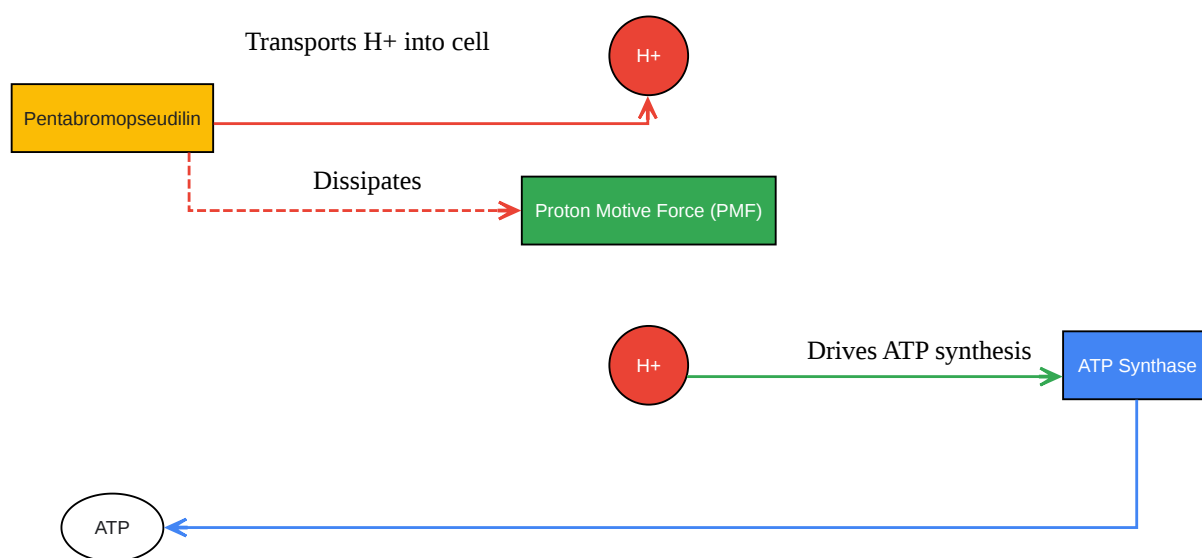 Transports H+ into cell
H+
Pentabromopseudilin
Dissipates
Proton Motive Force (PMF)
Drives ATP synthesis
H+
ATP Synthase
ATP